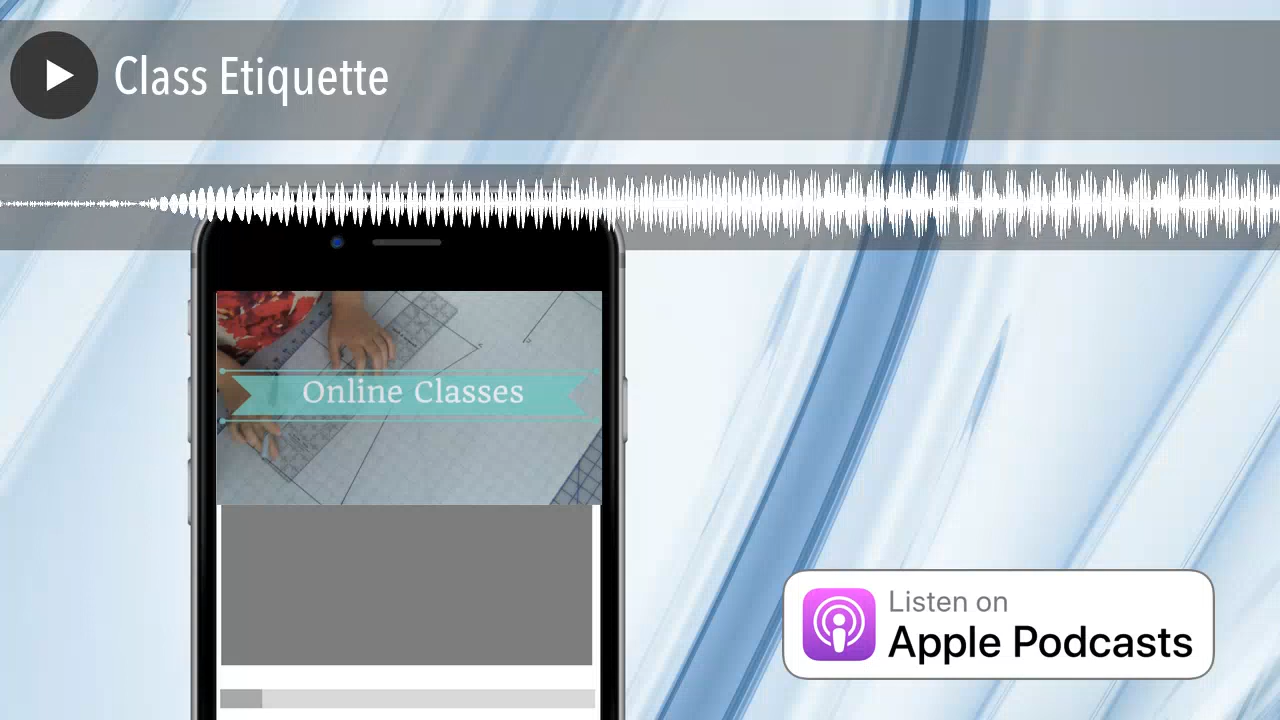 Class Etiquette
Online Classes
Listen on
Apple Podcasts